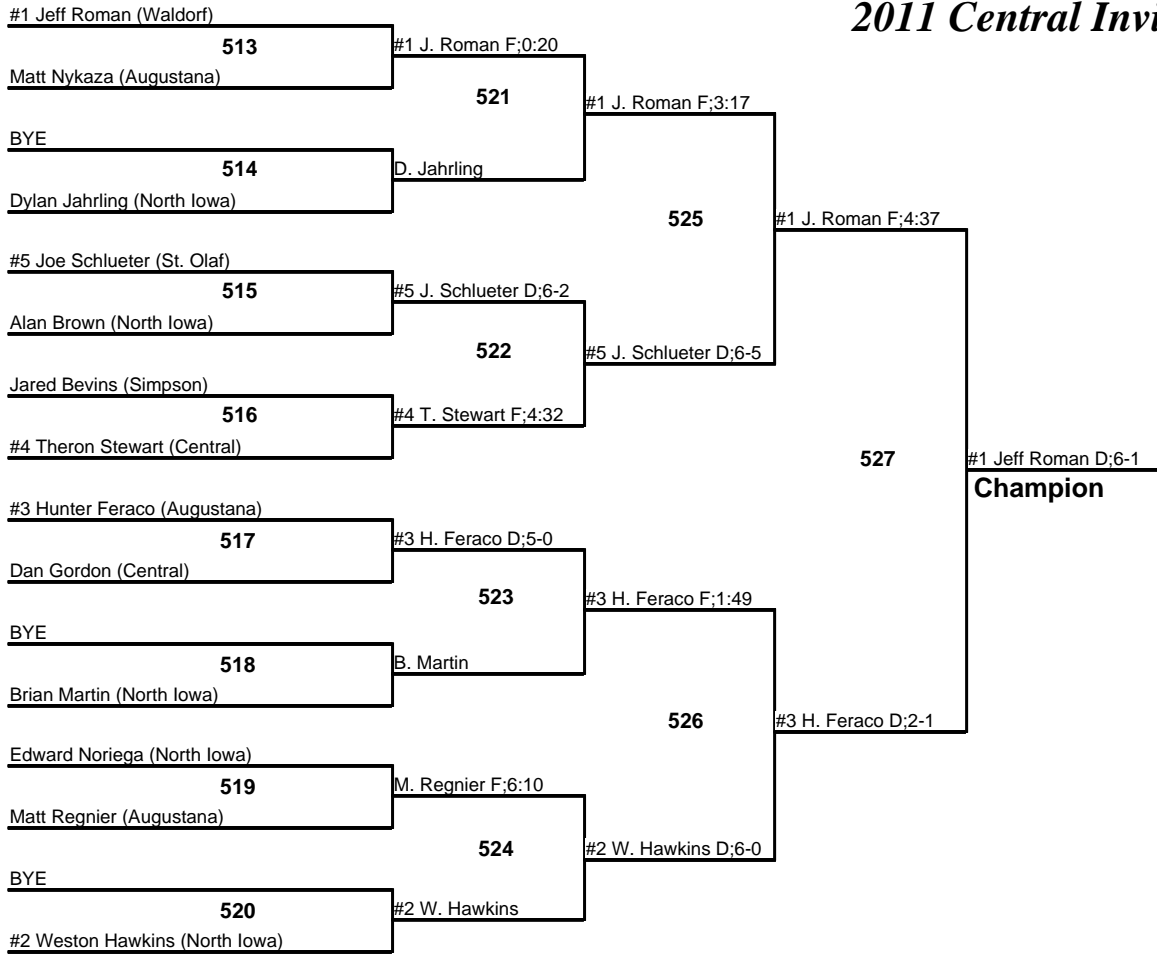 2011 Central Invi
#1 Jeff Roman (Waldorf)
513
Matt Nykaza (Augustana)
BYE
514
Dylan Jahrling (North Iowa)
#5 Joe Schlueter (St. Olaf)
515
Alan Brown (North Iowa)
Jared Bevins (Simpson)
516
#4 Theron Stewart (Central)
#3 Hunter Feraco (Augustana)
517
Dan Gordon (Central)
BYE
518
Brian Martin (North Iowa)
Edward Noriega (North Iowa)
519
Matt Regnier (Augustana)
BYE
520
#2 Weston Hawkins (North Iowa)
#1 J. Roman F;0:20
521
D. Jahrling
#5 J. Schlueter D;6-2
522
#4 T. Stewart F;4:32
#3 H. Feraco D;5-0
523
B. Martin
M. Regnier F;6:10
524
#2 W. Hawkins
#1 J. Roman F;3:17
525
#5 J. Schlueter D;6-5
#3 H. Feraco F;1:49
526
#2 W. Hawkins D;6-0
#1 J. Roman F;4:37
527
#3 H. Feraco D;2-1
#1 Jeff Roman D;6-1
Champion